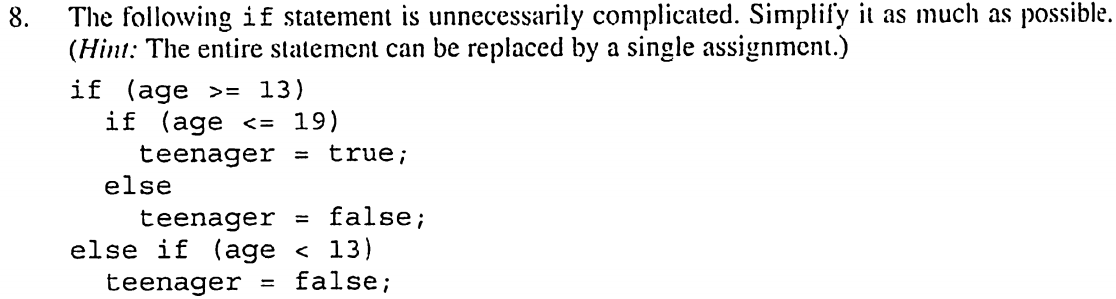 8. The following if statement is unnecessarily complicated. Simplify it as much as possible.
(Hint: The entire statement can be replaced by a single assignment.)
if (age >= 13)
  if (age <= 19)
    teenager = true;
  else
    teenager = false;
else if (age < 13)
  teenager = false;